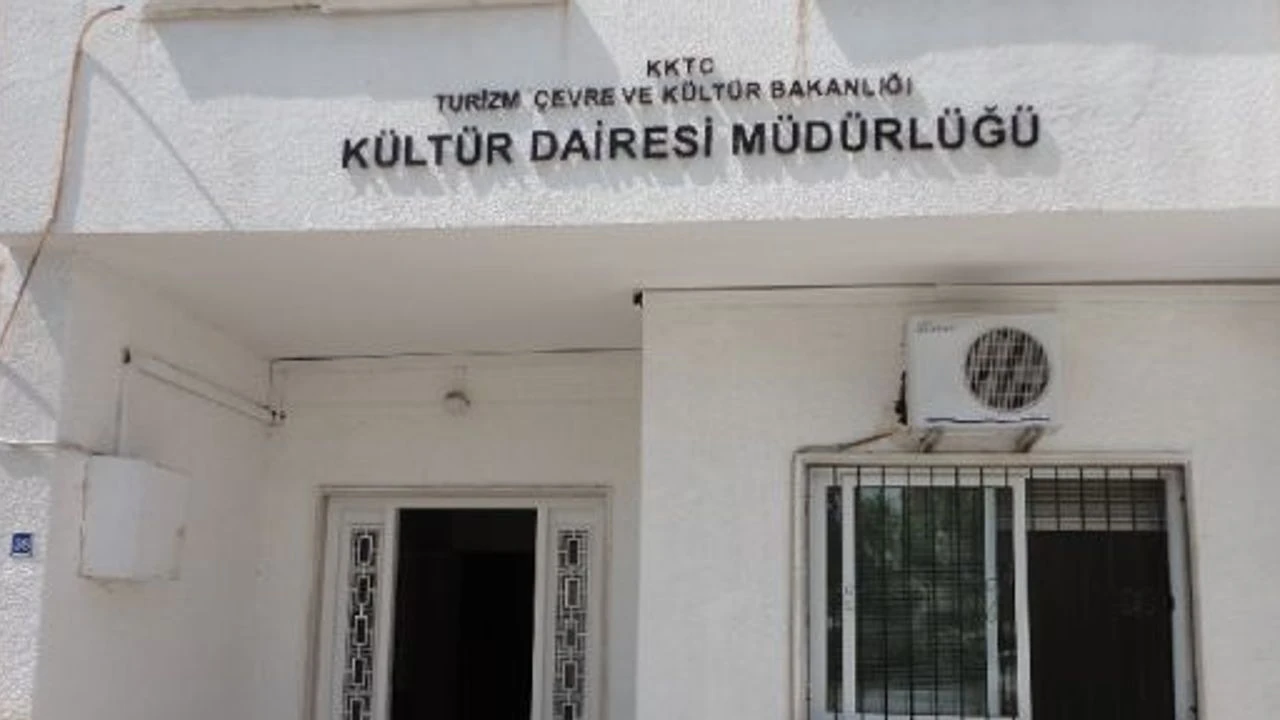 KKTC
TURİZM ÇEVRE VE KÜLTÜR BAKANLIĞI
KÜLTÜR DAİRESİ MÜDÜRLÜĞÜ